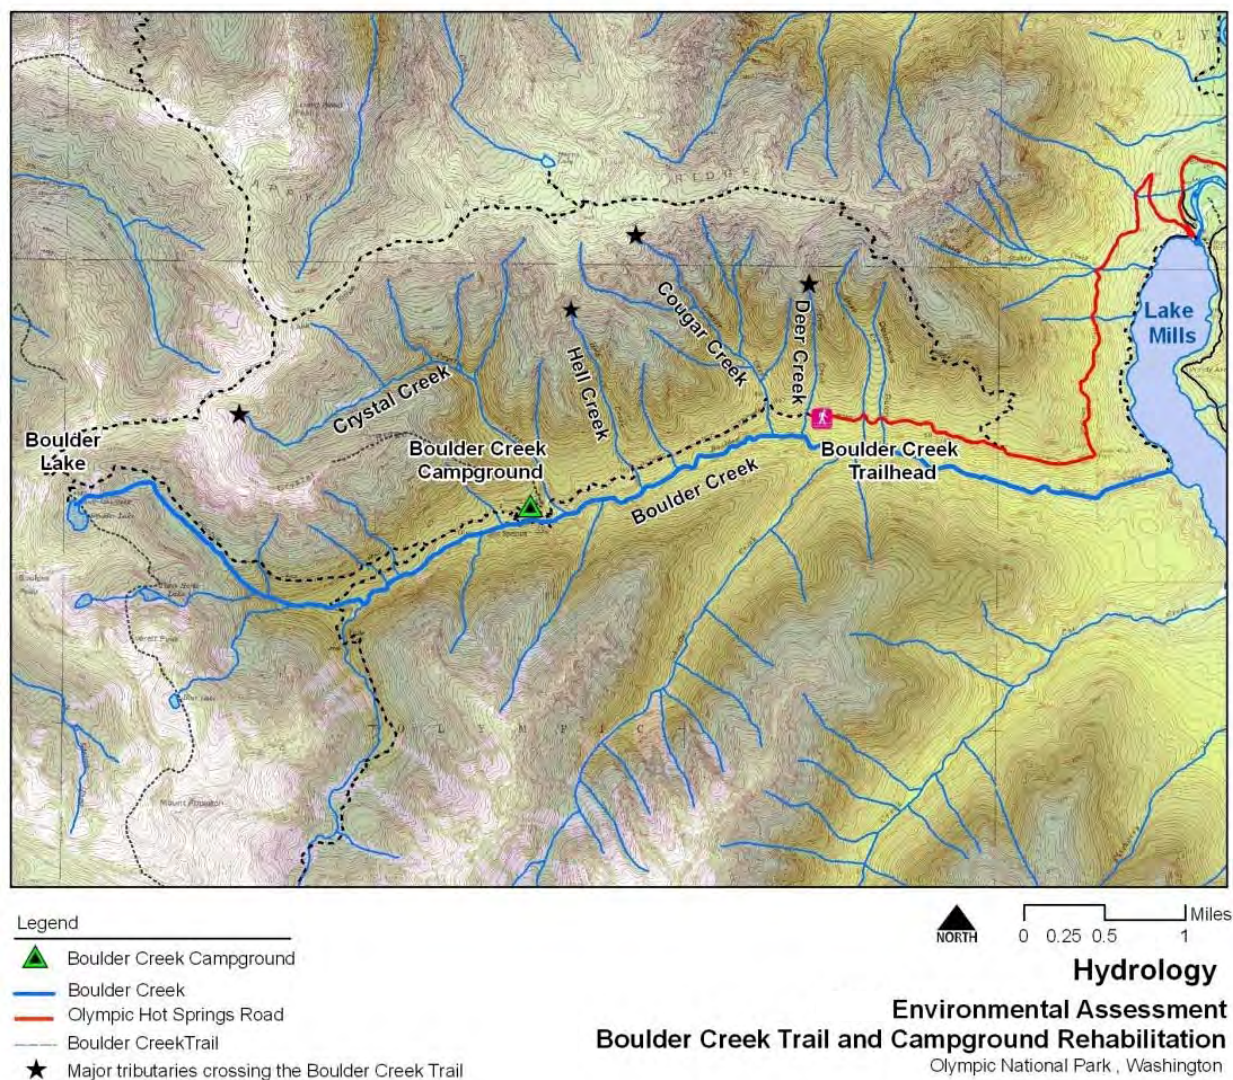 O L Y
R I D G E
Lake
Mills
Cougar Creek
Deer Creek
Hell Creek
Crystal Creek
Boulder
Lake
Boulder Creek
Campground
Boulder Creek
Trailhead
Boulder Creek
L Y M P I C
Mount Appleton
Legend
Boulder Creek Campground
Boulder Creek
Olympic Hot Springs Road
Boulder CreekTrail
Major tributaries crossing the Boulder Creek Trail
NORTH
0 0.25 0.5 1
Miles
Hydrology
Environmental Assessment
Boulder Creek Trail and Campground Rehabilitation
Olympic National Park , Washington